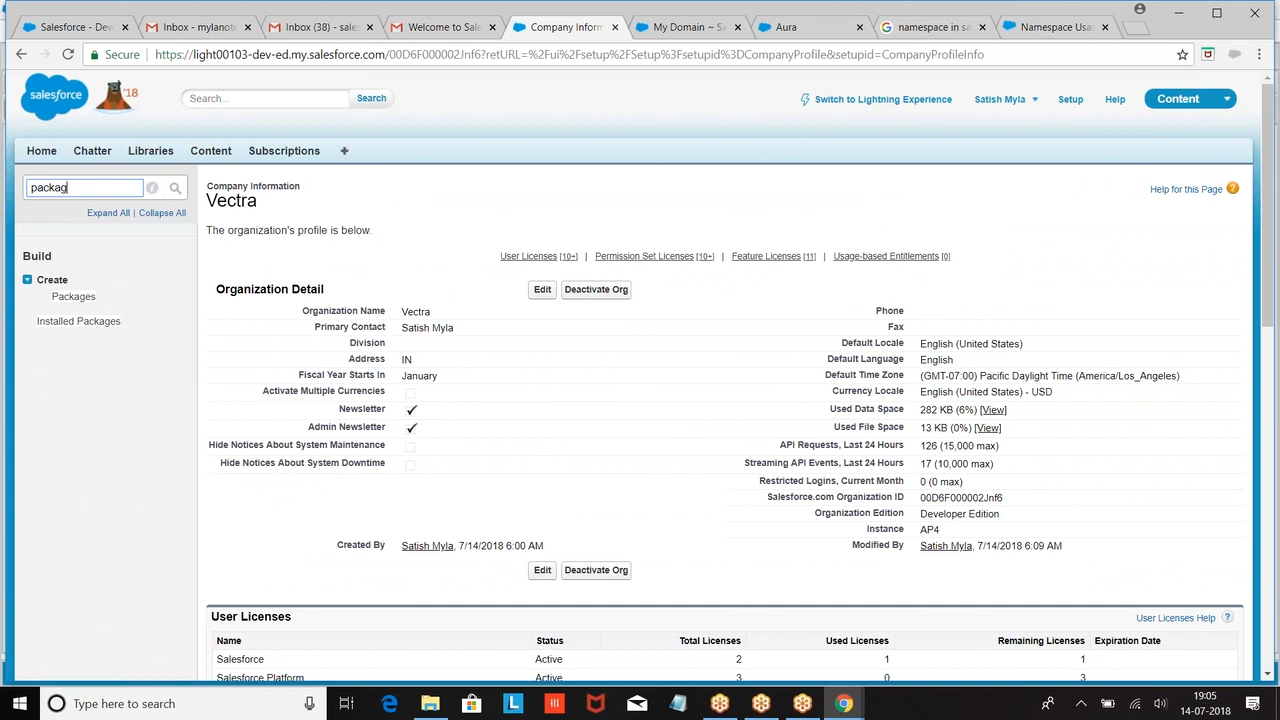 Salesforce - Dev
Inbox - mylanote
Inbox (38) - sales
Welcome to Sales
Company Inform
My Domain ~ Sa
Aura
namespace in sa
Namespace Usa
Secure
https://light00103-dev-ed.my.salesforce.com/00D6F000002Jnf6?retURL=%2Fui%2Fsetup%2FSetup%3Fsetupid%3DCompanyProfile&setupid=CompanyProfileInfo
salesforce
'18
Search...
Search
Switch to Lightning Experience
Satish Myla
Setup
Help
Content
Home
Chatter
Libraries
Content
Subscriptions
+
packag
Expand All | Collapse All
Build
Create
Packages
Installed Packages
Company Information
Vectra
Help for this Page
The organization's profile is below.
User Licenses [10+] | Permission Set Licenses [10+] | Feature Licenses [11] | Usage-based Entitlements [0]
Organization Detail
Edit
Deactivate Org
Organization Name Vectra
Primary Contact Satish Myla
Division
Address IN
Fiscal Year Starts In January
Activate Multiple Currencies
Newsletter
Admin Newsletter
Hide Notices About System Maintenance
Hide Notices About System Downtime
Created By Satish Myla, 7/14/2018 6:00 AM
Phone
Fax
Default Locale English (United States)
Default Language English
Default Time Zone (GMT-07:00) Pacific Daylight Time (America/Los_Angeles)
Currency Locale English (United States) - USD
Used Data Space 282 KB (6%) [View]
Used File Space 13 KB (0%) [View]
API Requests, Last 24 Hours 126 (15,000 max)
Streaming API Events, Last 24 Hours 17 (10,000 max)
Restricted Logins, Current Month 0 (0 max)
Salesforce.com Organization ID 00D6F000002Jnf6
Organization Edition Developer Edition
Instance AP4
Modified By Satish Myla, 7/14/2018 6:09 AM
Edit
Deactivate Org
User Licenses
User Licenses Help
Name Status Total Licenses Used Licenses Remaining Licenses Expiration Date
Salesforce Active 2 1 1
Salesforce Platform Active 3 0 3
Type here to search
19:05
14-07-2018